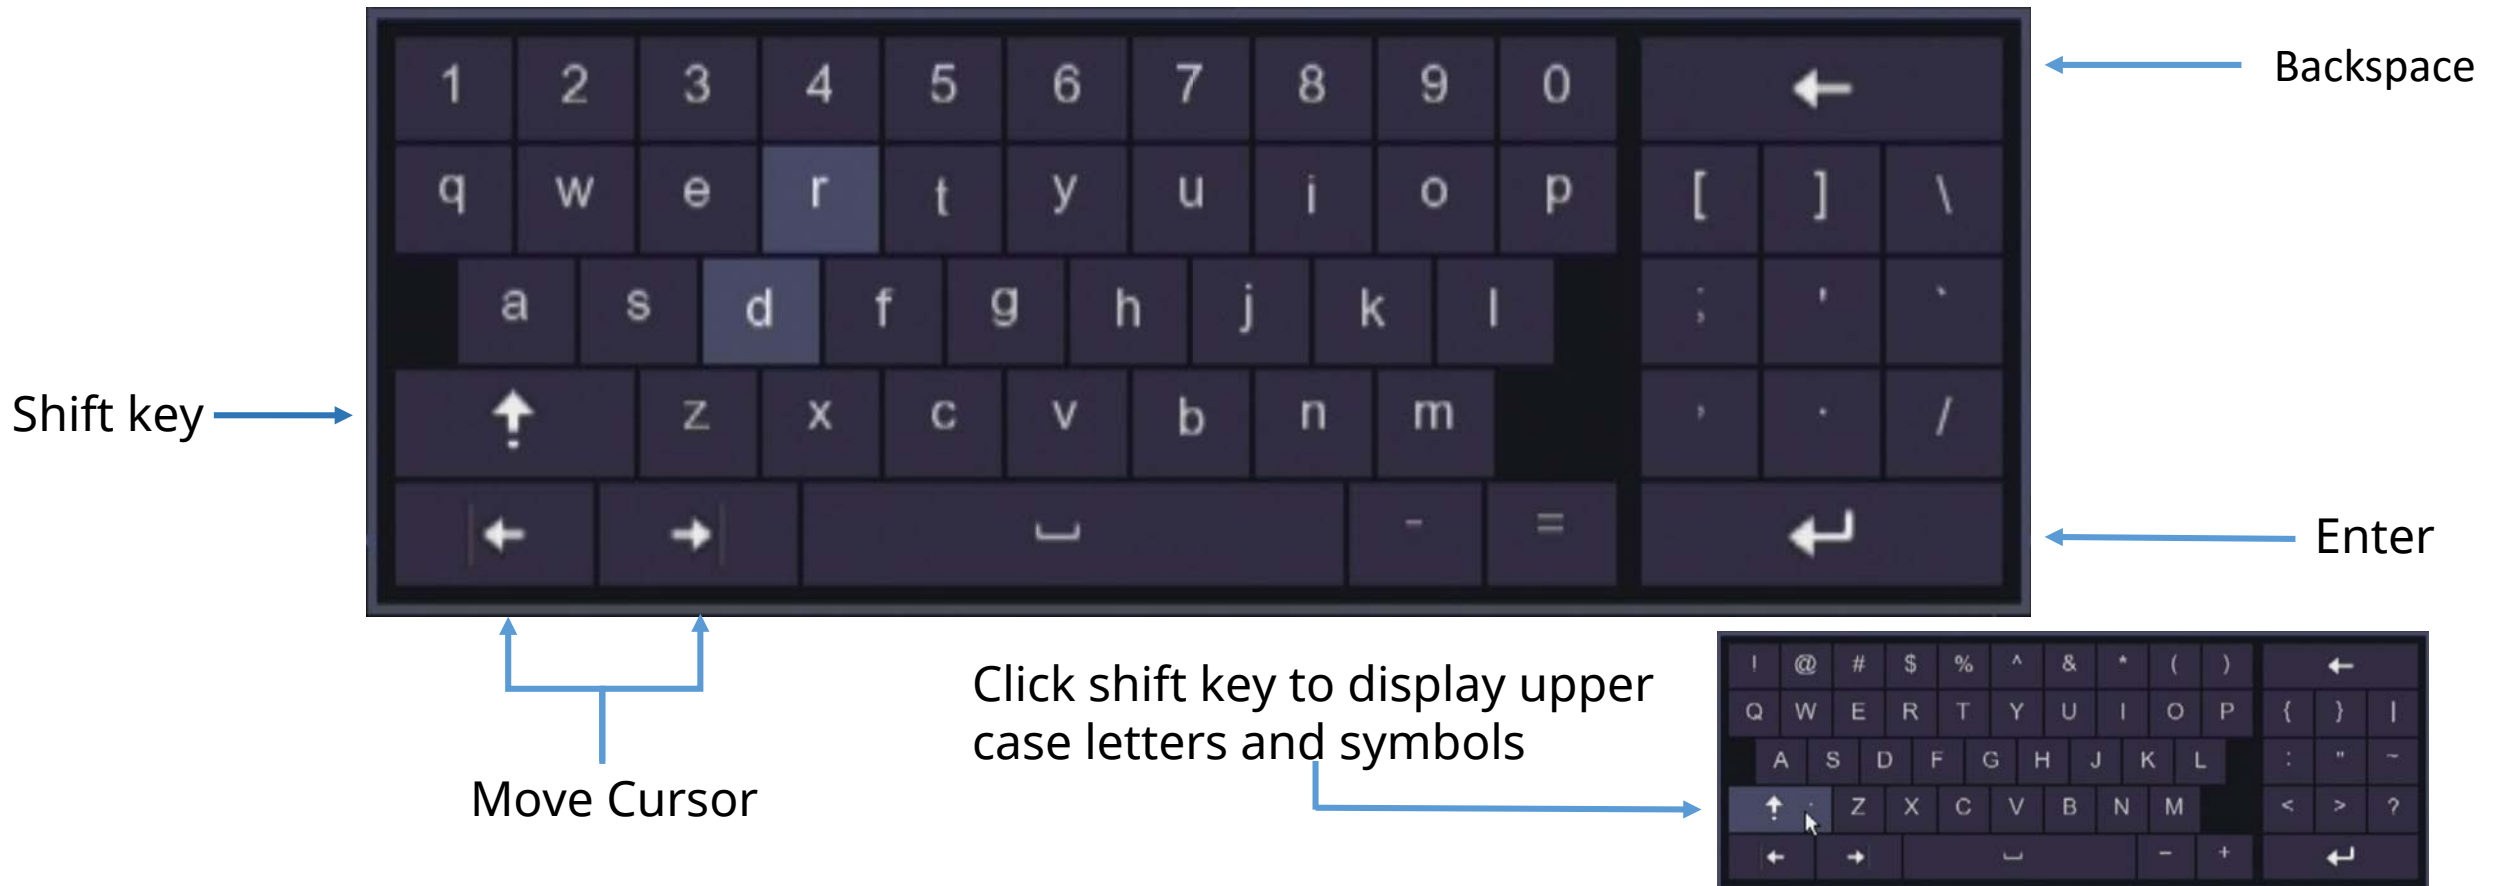 1 2 3 4 5 6 7 8 9 0 ←
Backspace
q w e r t y u i o p [ ] \
a s d f g h j k l ; ' `
Shift key
z x c v b n m , . /
- =
Enter
Move Cursor
Click shift key to display upper
case letters and symbols
! @ # $ % ^ & * ( ) ←
Q W E R T Y U I O P { } |
A S D F G H J K L : " ~
Z X C V B N M < > ?
– +